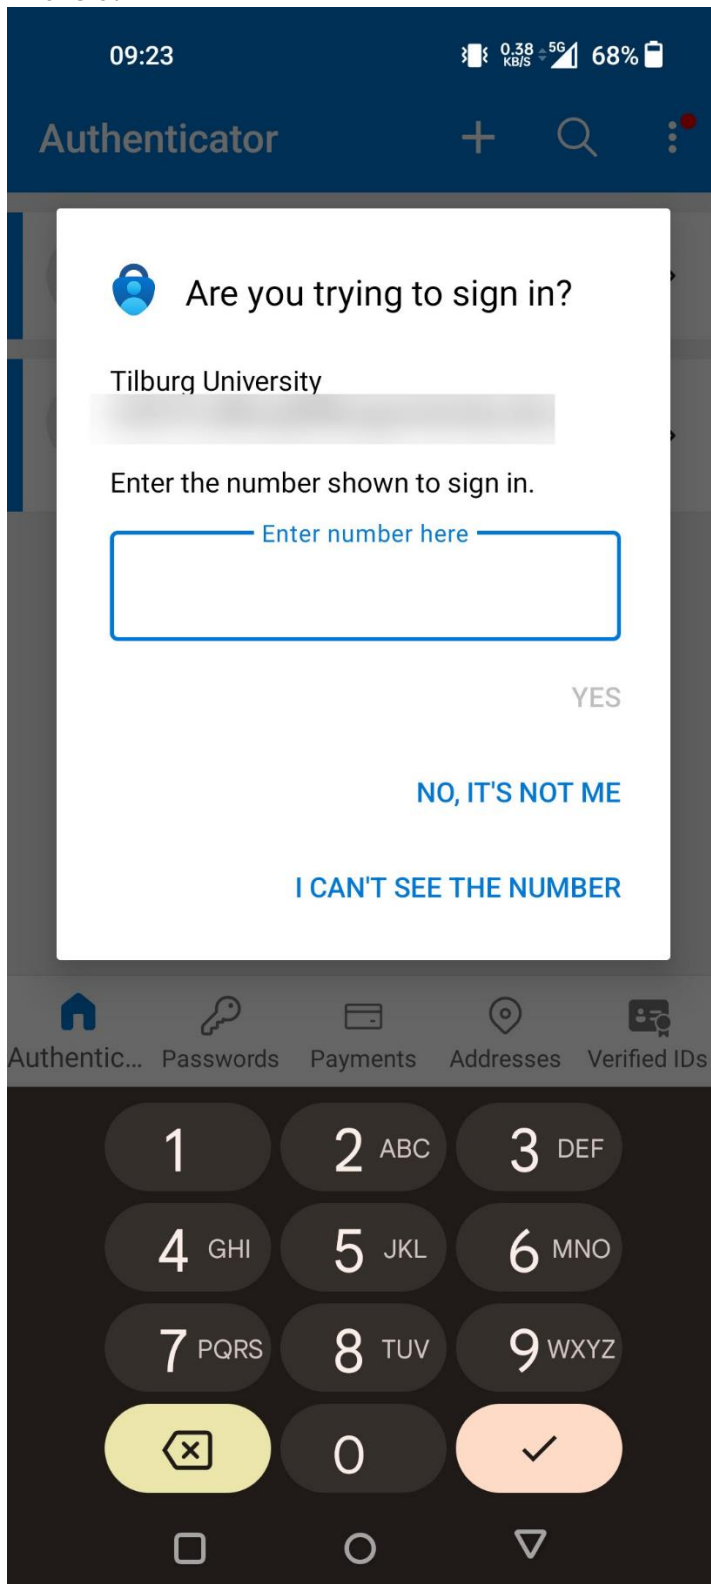 09:23 0.38 KB/S 5G 68%
Authenticator
Are you trying to sign in?
Tilburg University
Enter the number shown to sign in.
Enter number here
YES
NO, IT'S NOT ME
I CAN'T SEE THE NUMBER
Authentic... Passwords Payments Addresses Verified IDs
1 2 ABC 3 DEF
4 GHI 5 JKL 6 MNO
7 PQRS 8 TUV 9 WXYZ
0